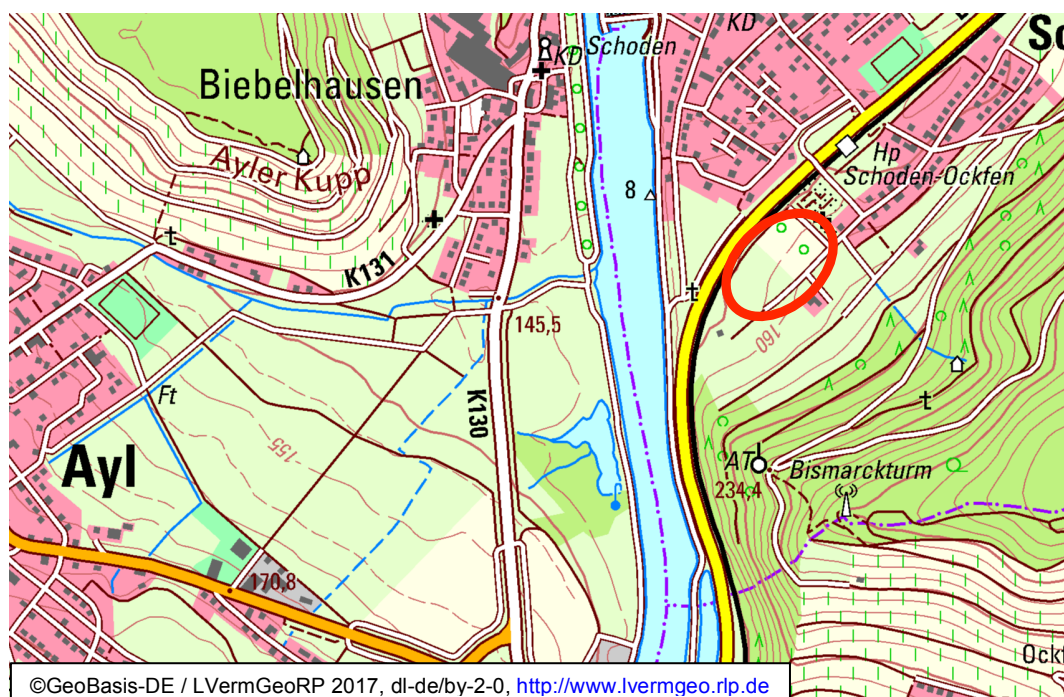 KD
KD
Schoden
Sc
Biebelhausen
Ayler Kupp
Hp
Schoden-Ockfen
8
K131
145,5
160
Ft
K130
155
Ayl
AT
Bismarckturm
234,4
170,8
Ockf
©GeoBasis-DE / LVermGeoRP 2017, dl-de/by-2-0, http://www.lvermgeo.rlp.de